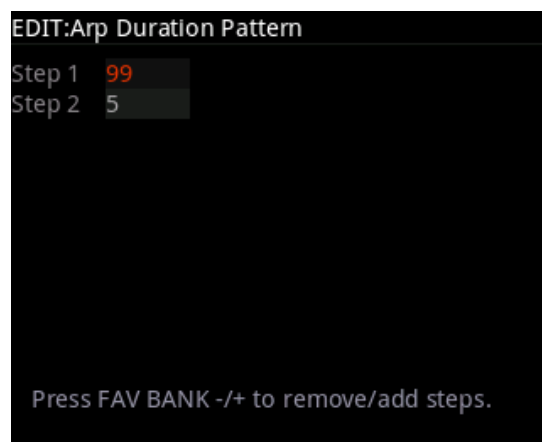 EDIT:Arp Duration Pattern
Step 1 99
Step 2 5
Press FAV BANK -/+ to remove/add steps.